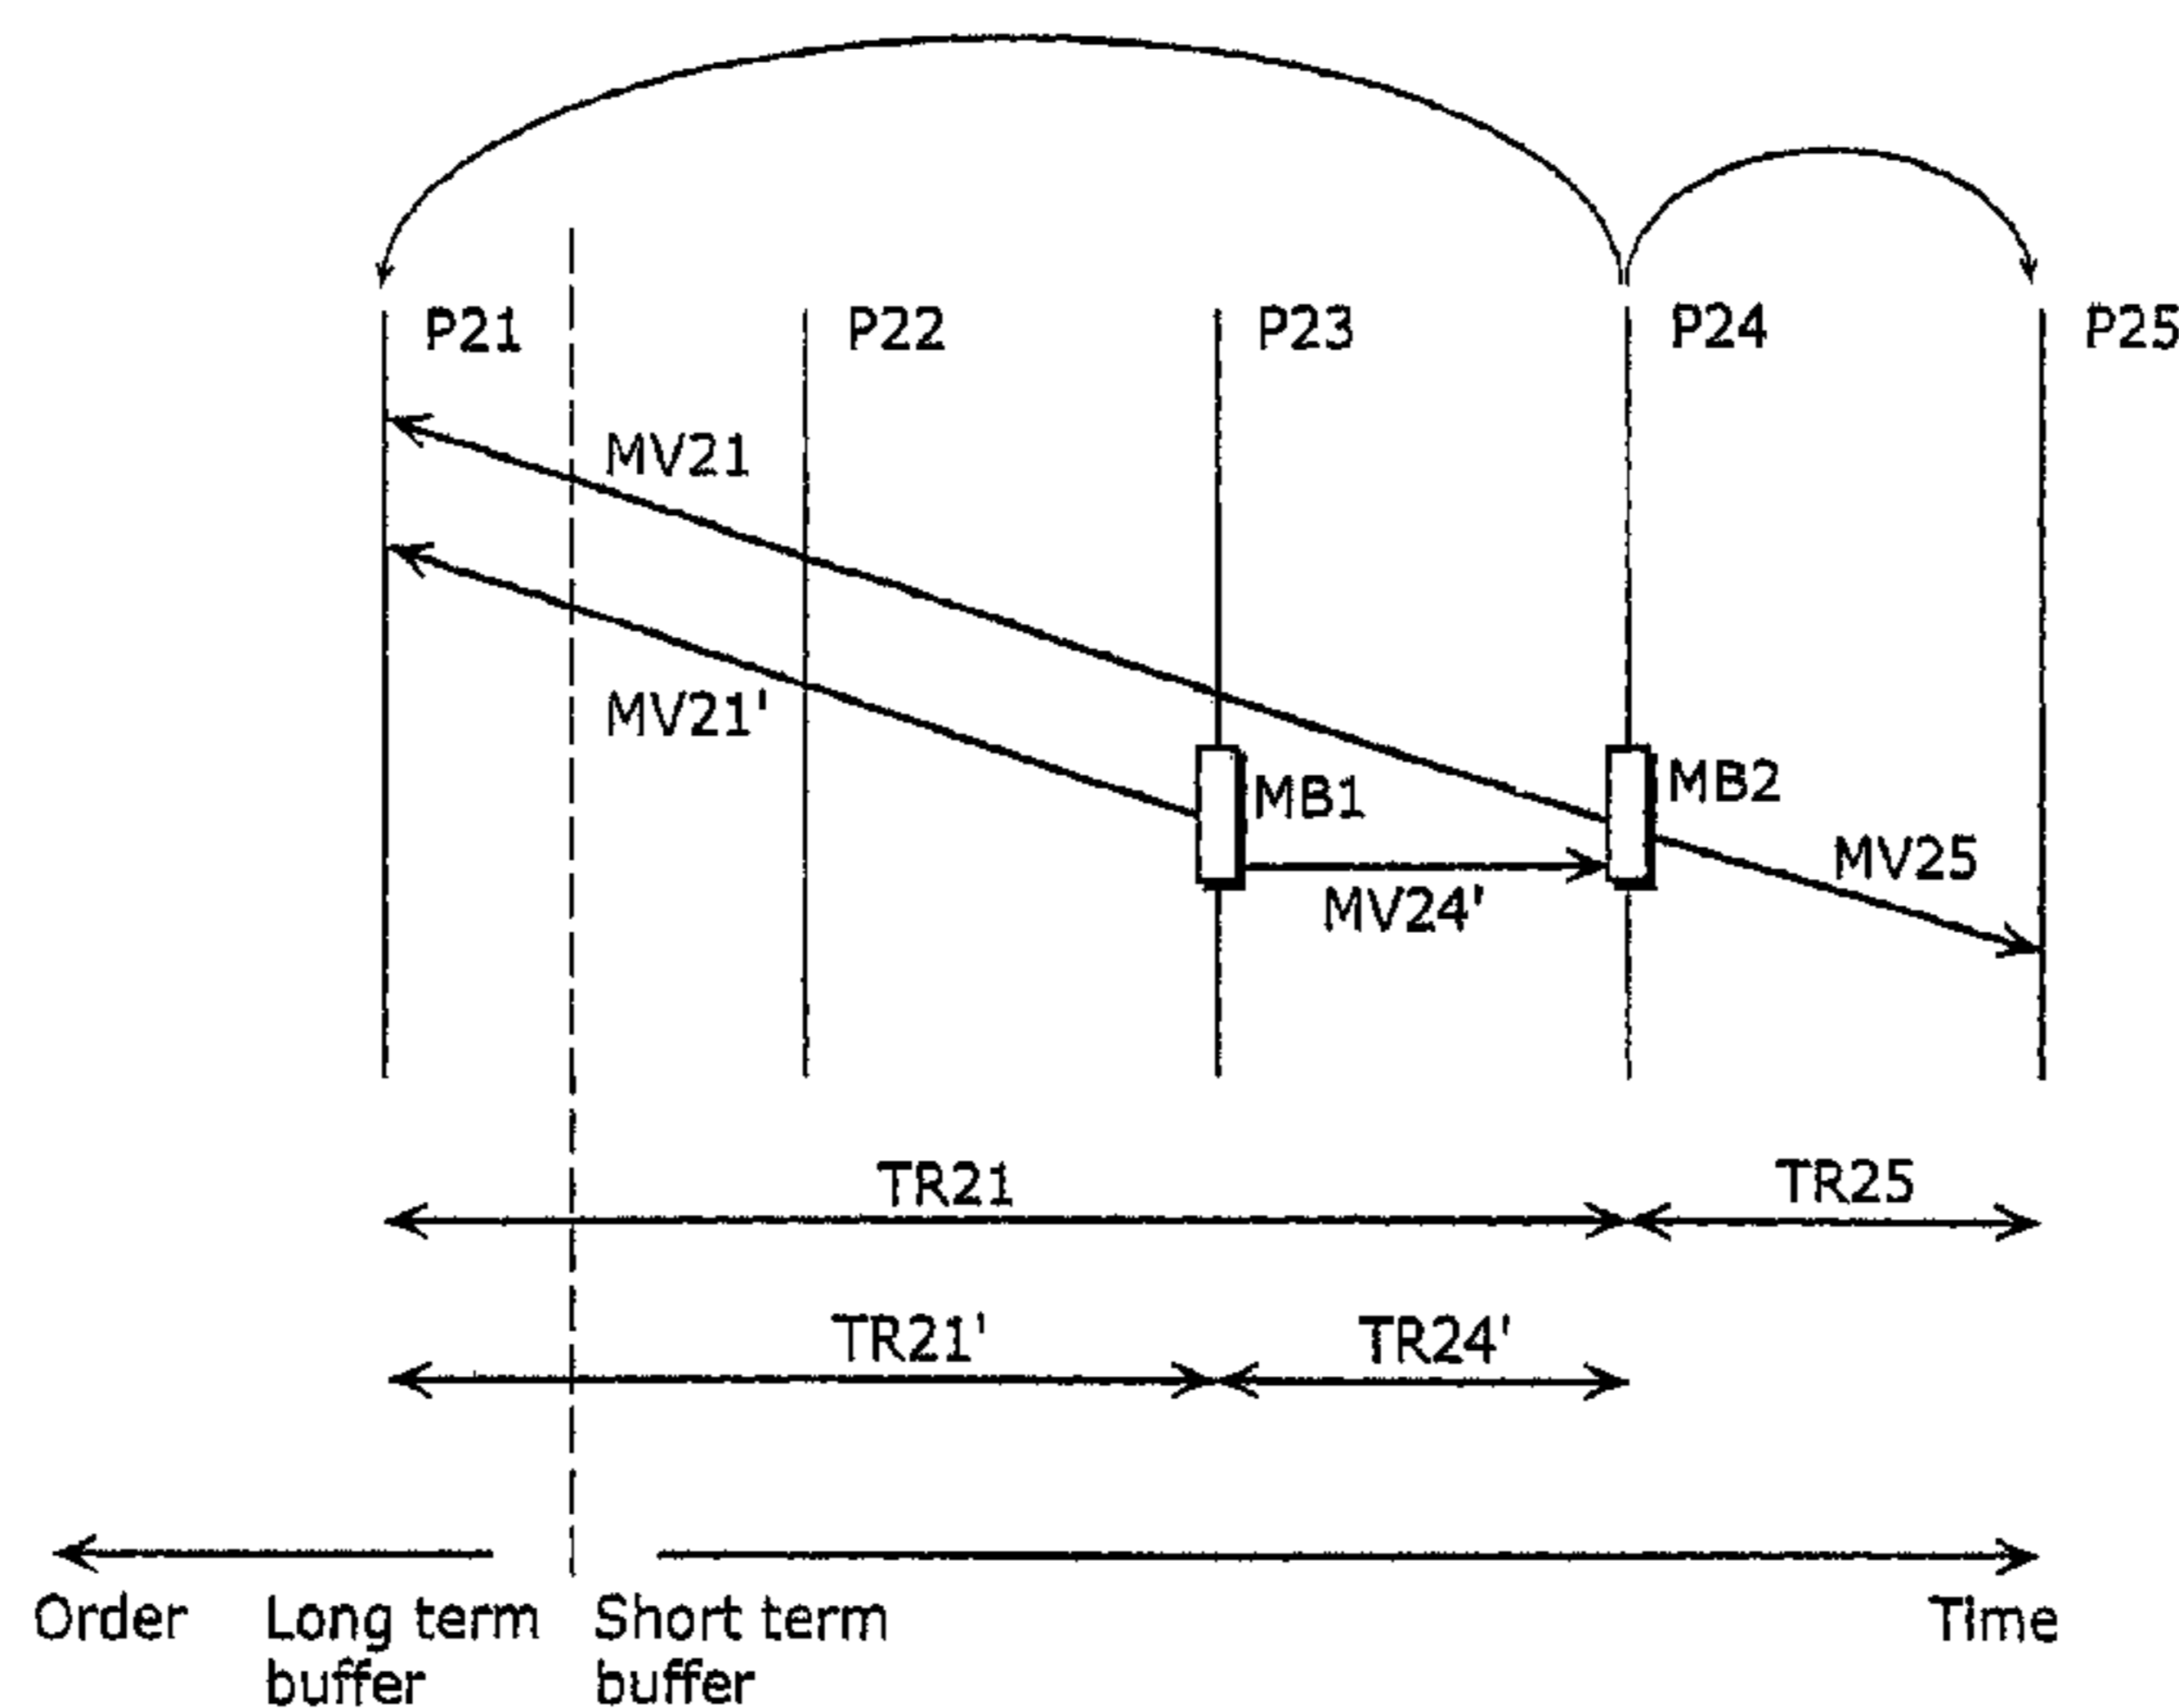 P21 P22 P23 P24 P25
MV21
MV21'
MB1 MB2
MV25
MV24'
TR21 TR25
TR21' TR24'
Order Long term Short term Time
buffer buffer